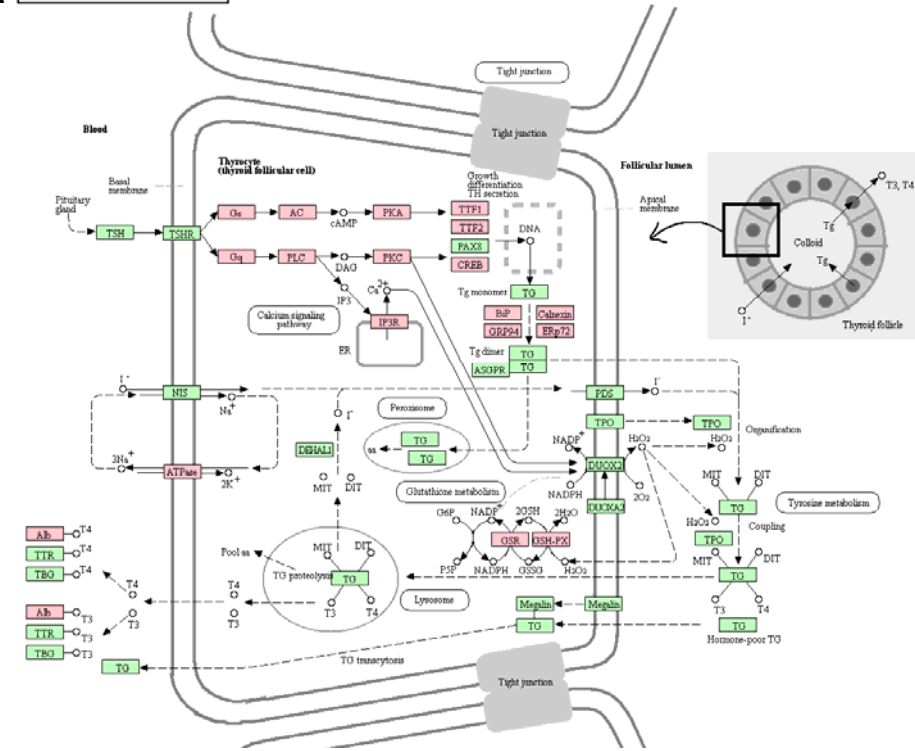 Tight junction
Tight junction
Blood
Thyrocyte
(thyroid follicular cell)
Follicular lumen
Basal
membrane
Growth
differentiation
TH secretion
Apical
membrane
Pituitary
gland
TSH
TSHR
Gs
AC
cAMP
PKA
TTF1
TTF2
PAX8
CREB
DNA
Gq
PLC
DAG
PKC
IP3
Ca2+
Calcium signaling
pathway
IP3R
ER
Tg monomer
TG
BiP
Calnexin
GRP94
ERp72
Tg dimer
TG
TG
ASGPR
T3, T4
Tg
Colloid
Tg
I-
Thyroid follicle
I-
NIS
Na+
I-
PDS
I-
Peroxisome
TPO
TPO
Organification
3Na+
ATPase
2K+
DEHAL1
MIT
DIT
aa
TG
TG
NADP+
H2O2
H2O2
DUOX2
NADPH
2O2
DUOXA2
Glutathione metabolism
MIT
DIT
TG
Tyrosine metabolism
H2O2
Coupling
TPO
G6P
NADP+
2GSH
2H2O
GSR
GSH-PX
P5P
NADPH
GSSG
H2O2
MIT
DIT
TG
T3
T4
Alb
T4
TTR
T4
TBG
T4
Pool aa
TG proteolysis
MIT
DIT
TG
T3
T4
Lysosome
T4
T3
T4
T3
Alb
T3
TTR
T3
TBG
T3
Megalin
Megalin
TG
TG
Hormone-poor TG
TG
TG transcytosis
Tight junction